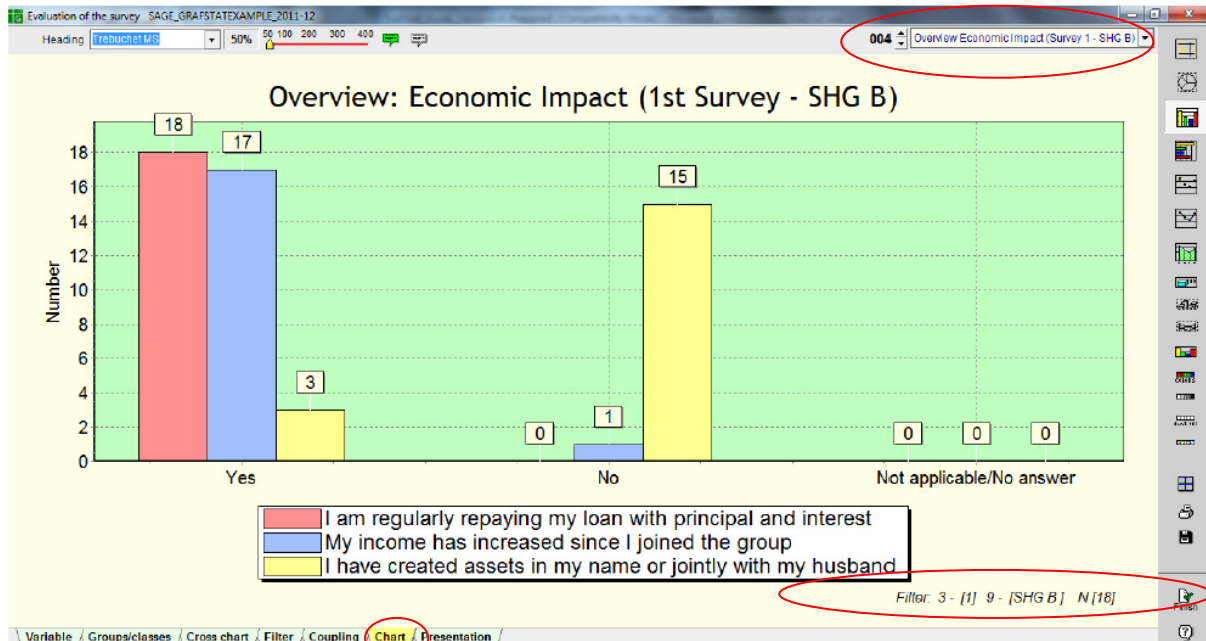 Evaluation of the survey SAGE_GRAFSTATEXAMPLE_2011-12
Heading Trebuchet MS 50% 50 100 200 300 400 004 Overview Economic Impact (Survey 1 - SHG B)
Overview: Economic Impact (1st Survey - SHG B)
Number
18
16
14
12
10
8
6
4
2
0
18
17
3
0
1
15
0
0
0
Yes
No
Not applicable/No answer
I am regularly repaying my loan with principal and interest
My income has increased since I joined the group
I have created assets in my name or jointly with my husband
Filter: 3 - [1] 9 - [SHG B] N [18]
Finish
Variable / Groups/classes / Cross chart / Filter / Coupling / Chart / Presentation /